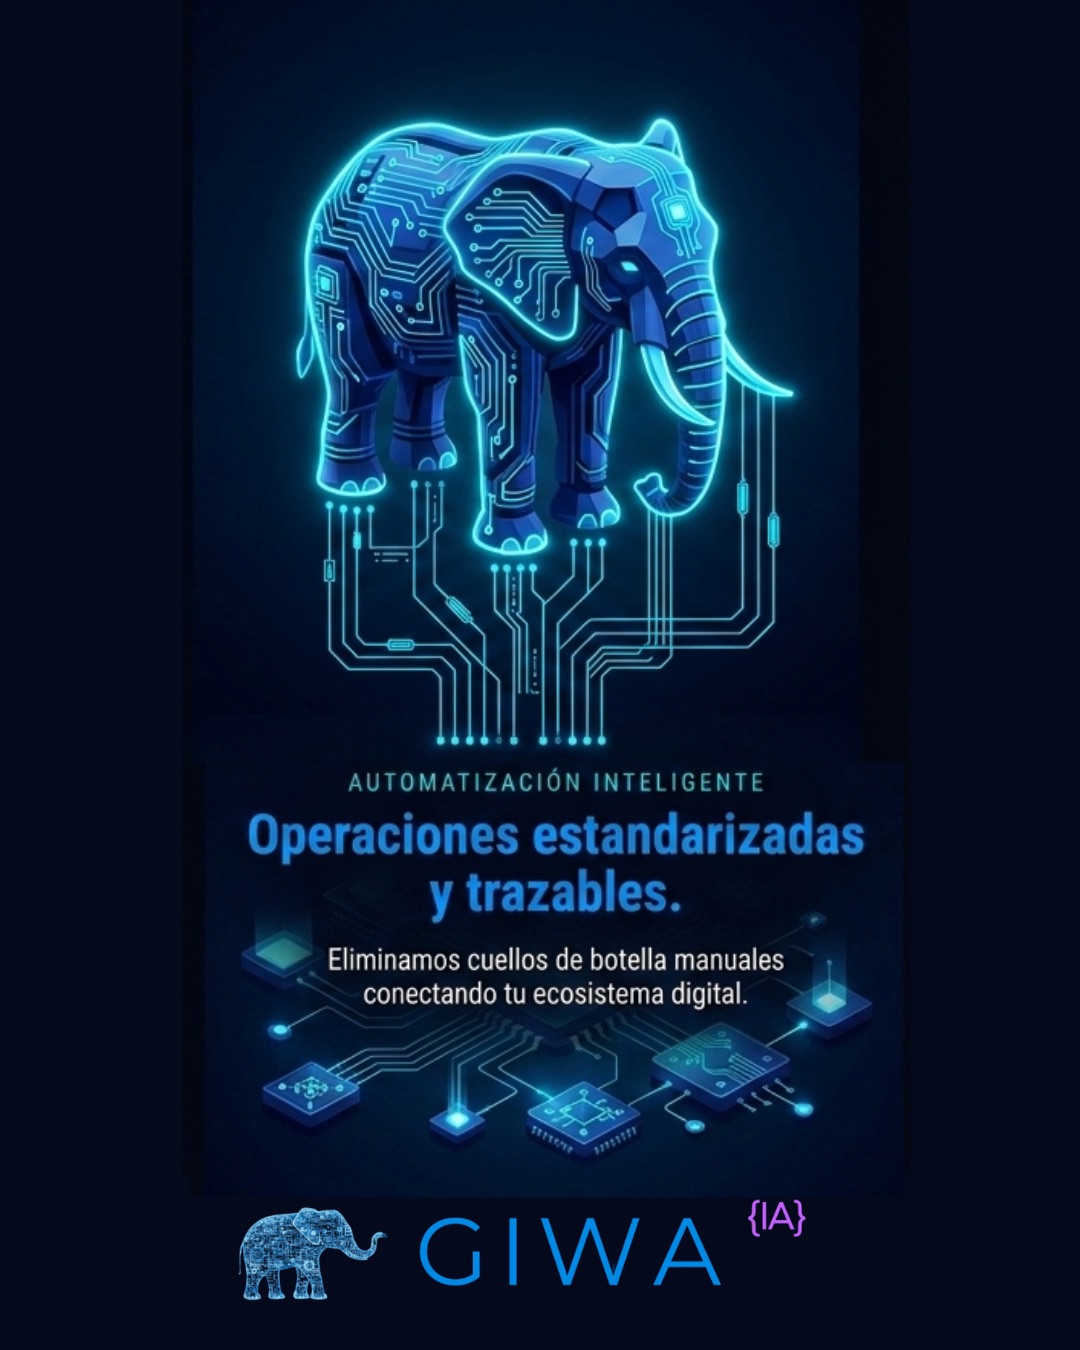 AUTOMATIZACIÓN INTELIGENTE
Operaciones estandarizadas
y trazables.
Eliminamos cuellos de botella manuales
conectando tu ecosistema digital.
GIWA {IA}